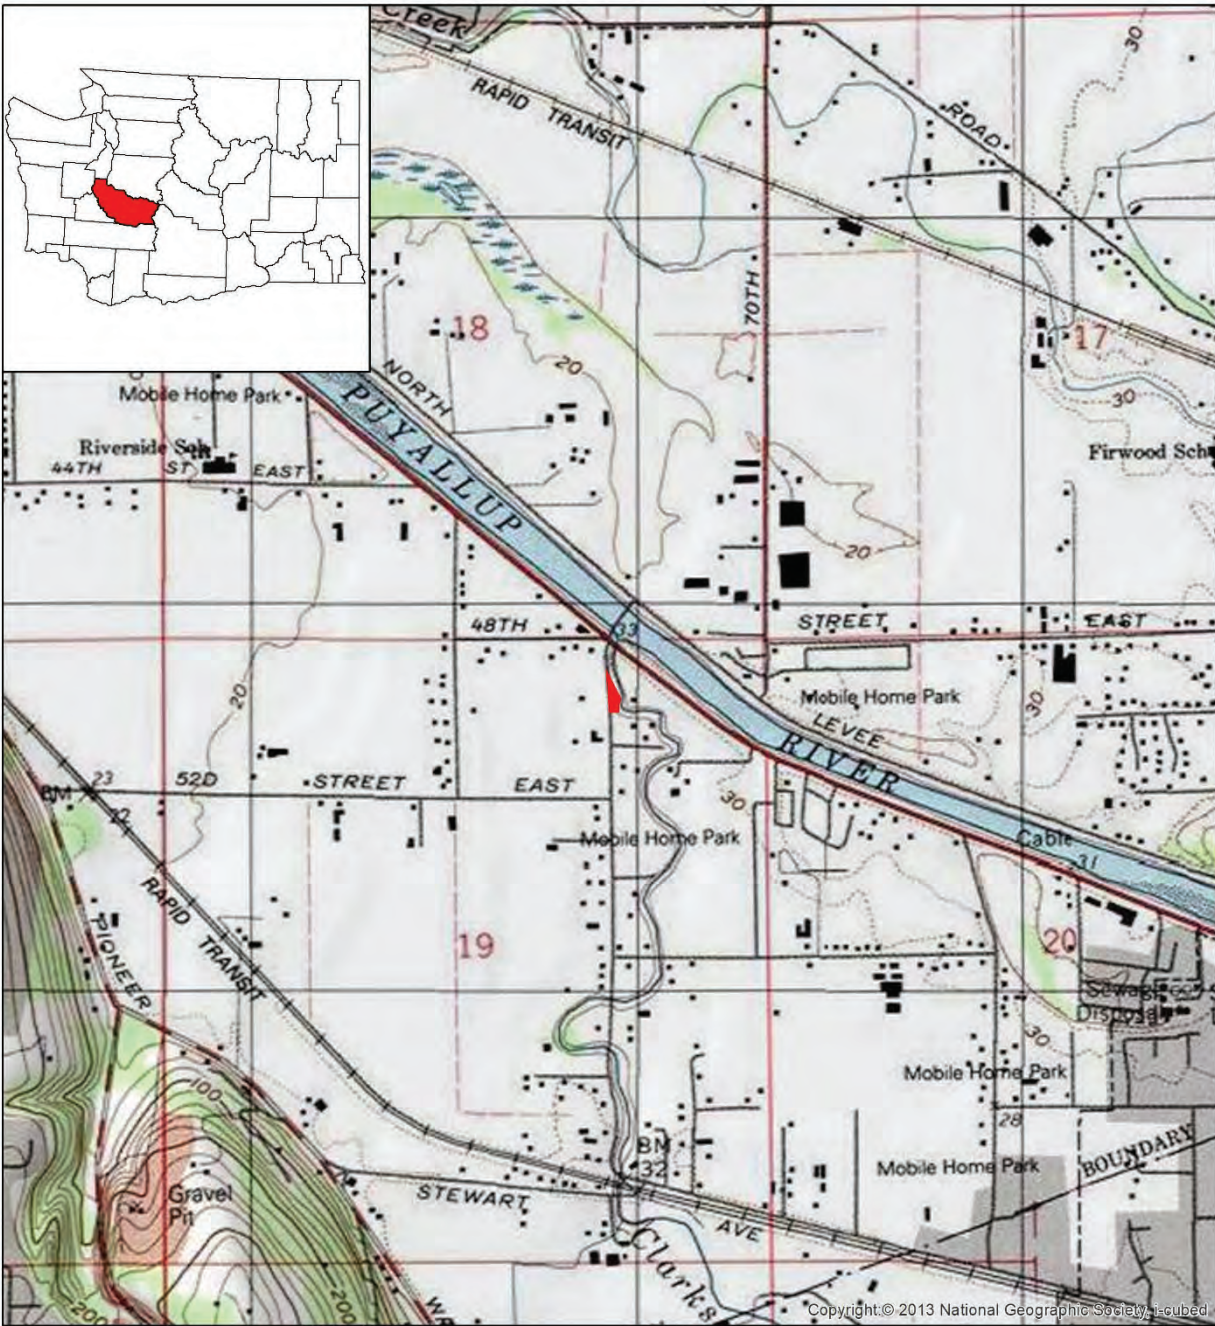 Creek
30
RAPID TRANSIT
ROAD
70TH
18
17
20
NORTH
30
Mobile Home Park
PUYALLUP
Riverside Sch
44TH ST EAST
Firwood Sch
20
48TH
33
STREET EAST
Mobile Home Park
20
30
LEVEE
RIVER
23
52D STREET EAST
BM
30
Mobile Home Park
Cable
31
RAPID TRANSIT
PIONEER
19
20
Sewage
Disposal
30
100
Mobile Home Park
28
BM
32
BOUNDARY
Mobile Home Park
Gravel
Pit
STEWART AVE
Clarks
200
200
Copyright:© 2013 National Geographic Society, i-cubed